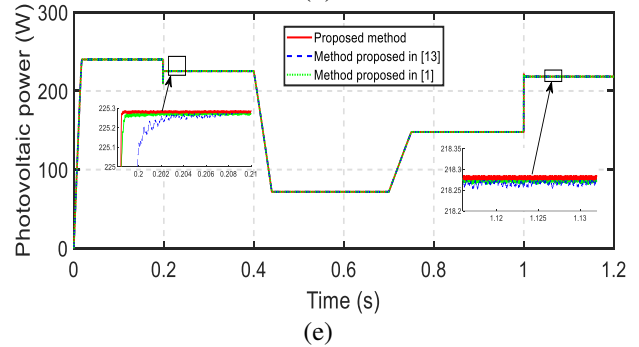 300
200
100
0
Photovoltaic power (W)
Proposed method
Method proposed in [13]
Method proposed in [1]
225.3
225.2
225.1
225
0.2 0.202 0.204 0.206 0.208 0.21
218.35
218.3
218.25
218.2
1.12 1.125 1.13
0 0.2 0.4 0.6 0.8 1 1.2
Time (s)
(e)